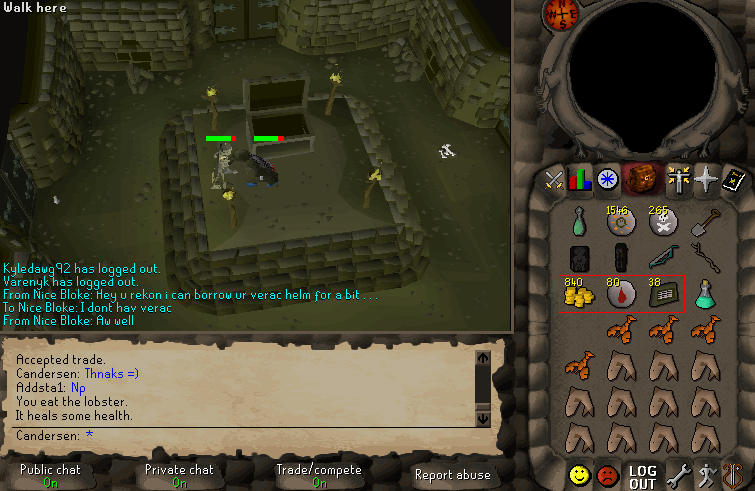 Walk here
N
W E
S
Kyledawg92 has logged out.
Varenyk has logged out.
From Nice Bloke: Hey u rekon i can borrow ur verac helm for a bit . . .
To Nice Bloke: I dont hav verac
From Nice Bloke: Aw well
1546 265
840 80 38
Accepted trade.
Candersen: Thnaks =)
Addsta1: Np
You eat the lobster.
It heals some health.
Candersen: *
Public chat
On
Private chat
On
Trade/compete
On
Report abuse
LOG
OUT